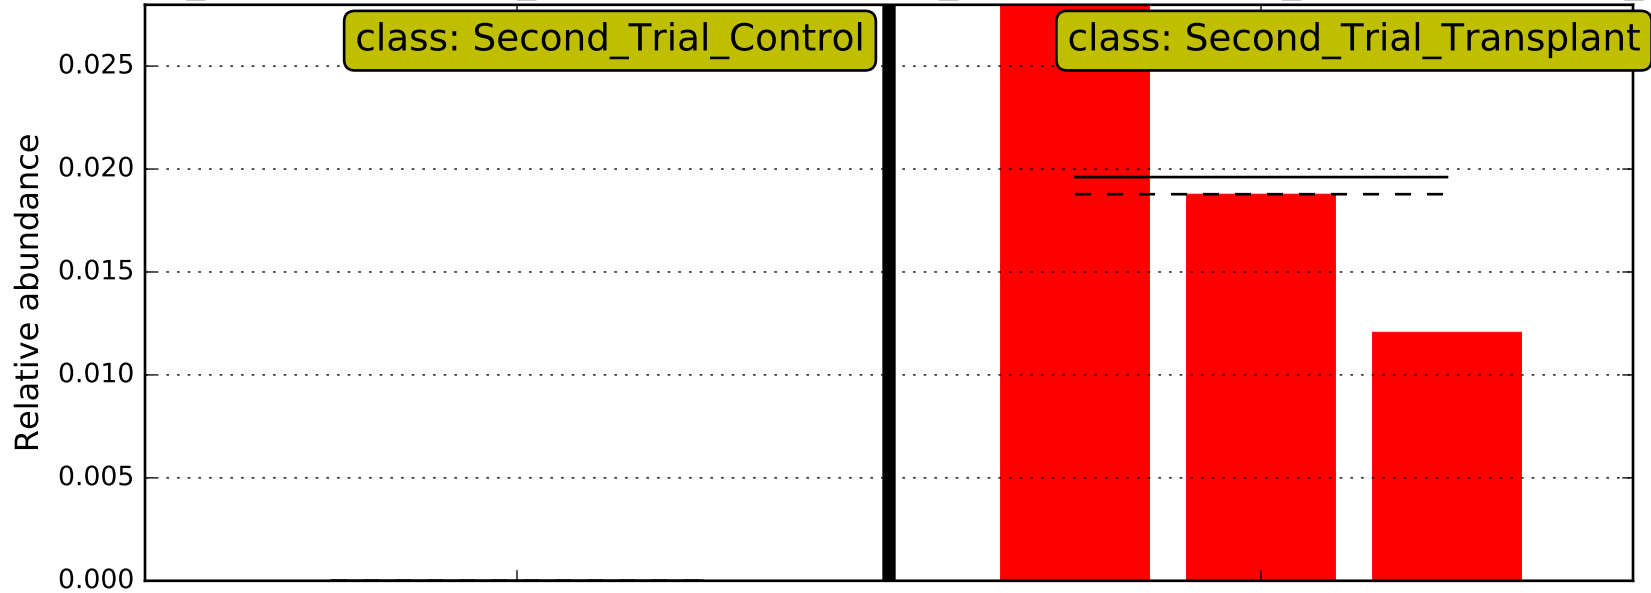 class: Second_Trial_Control
class: Second_Trial_Transplant
0.025
0.020
0.015
0.010
0.005
0.000
Relative abundance